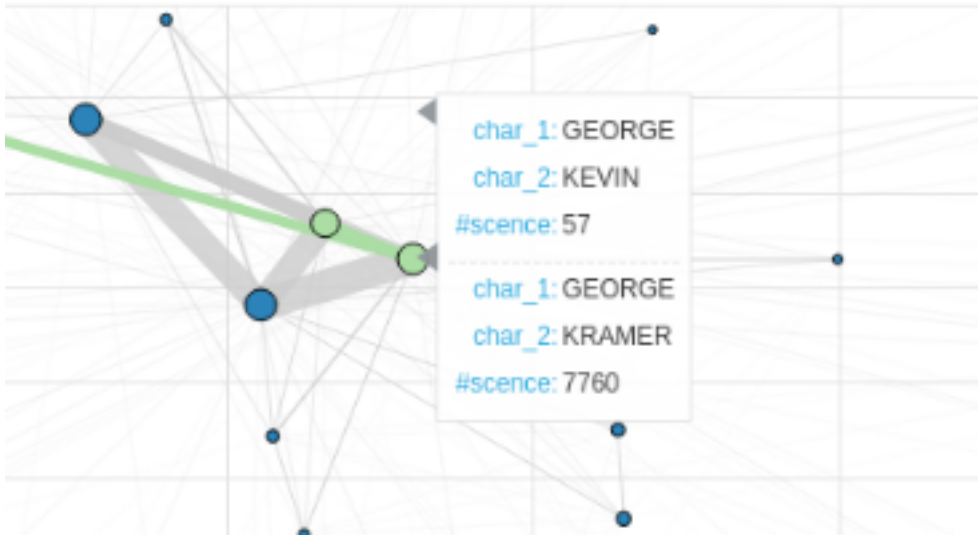 char_1: GEORGE
char_2: KEVIN
#scence: 57
char_1: GEORGE
char_2: KRAMER
#scence: 7760